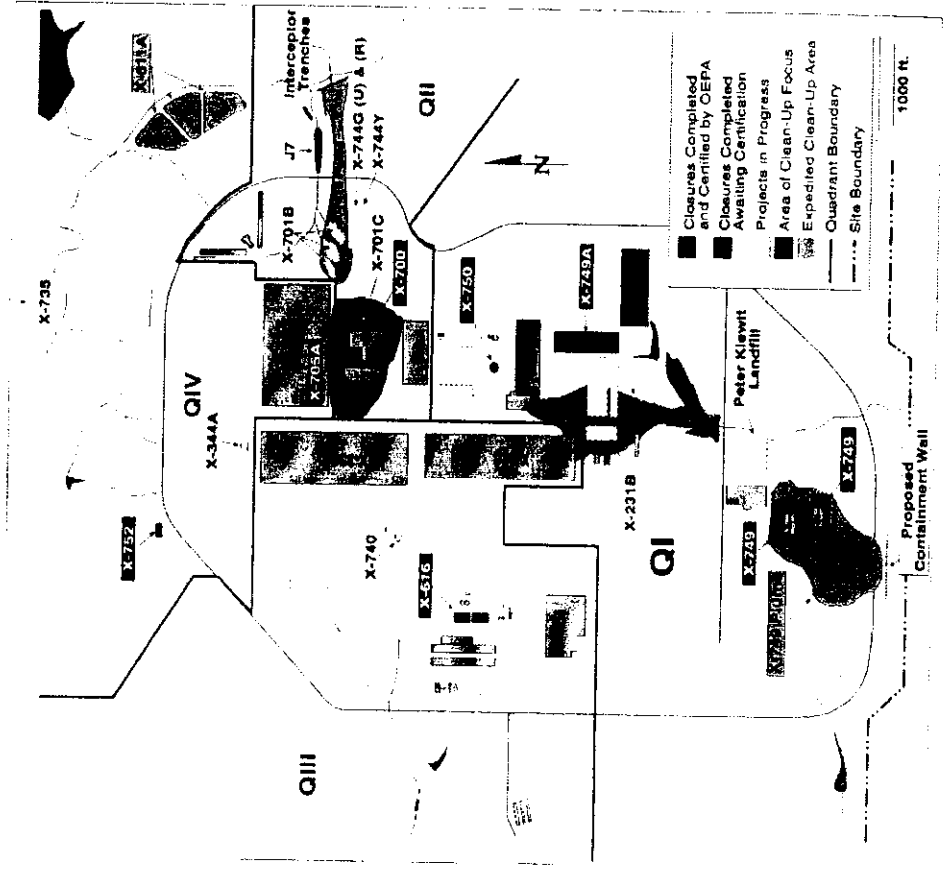 X-735
X-611A
Interceptor
Trenches
J7
X-744G (U) & (R)
X-744Y
QII
X-701B
X-701C
X-700
QIV
X-705A
X-344A
X-752
N
X-750
X-749A
X-740
X-616
QIII
X-231B
QI
Peter Kiewit
Landfill
X-749
X-749
Proposed
Containment Wall
Closures Completed
and Certified by OEPA
Closures Completed
Awaiting Certification
Projects in Progress
Area of Clean-Up Focus
Expedited Clean-Up Area
Quadrant Boundary
Site Boundary
1000 ft.